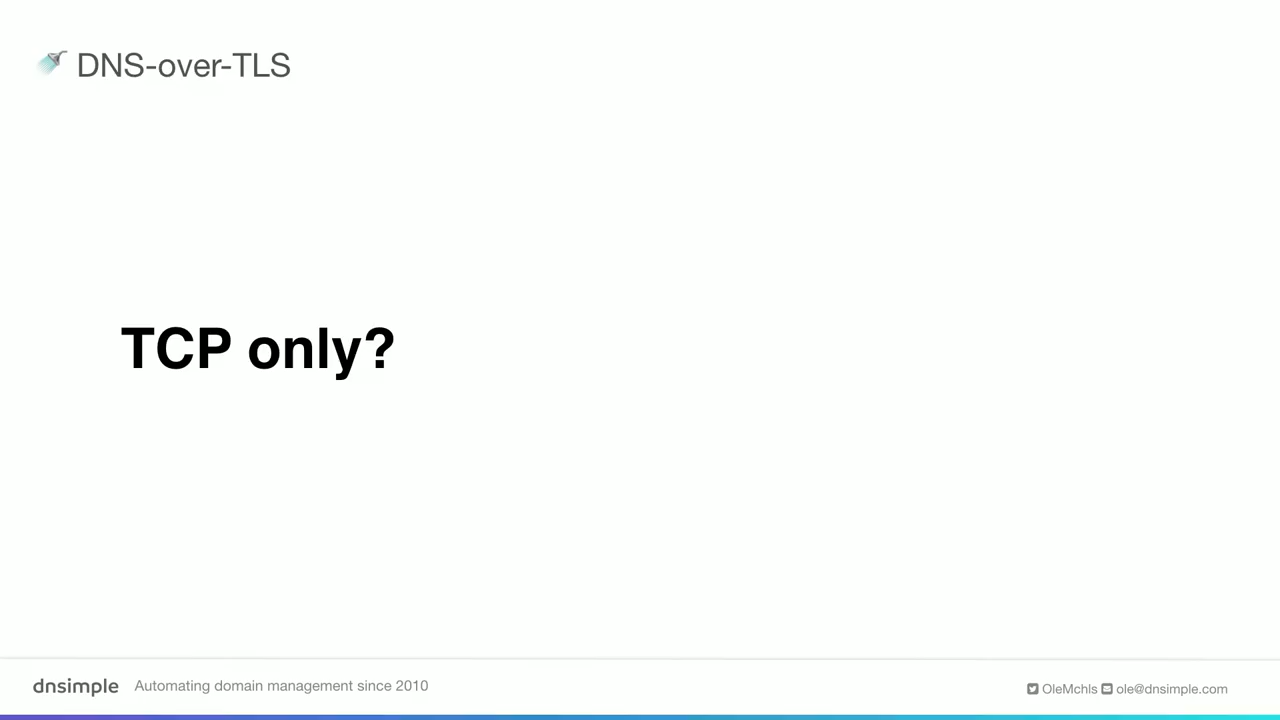 DNS-over-TLS
TCP only?
dnsimple Automating domain management since 2010
OleMchls ole@dnsimple.com